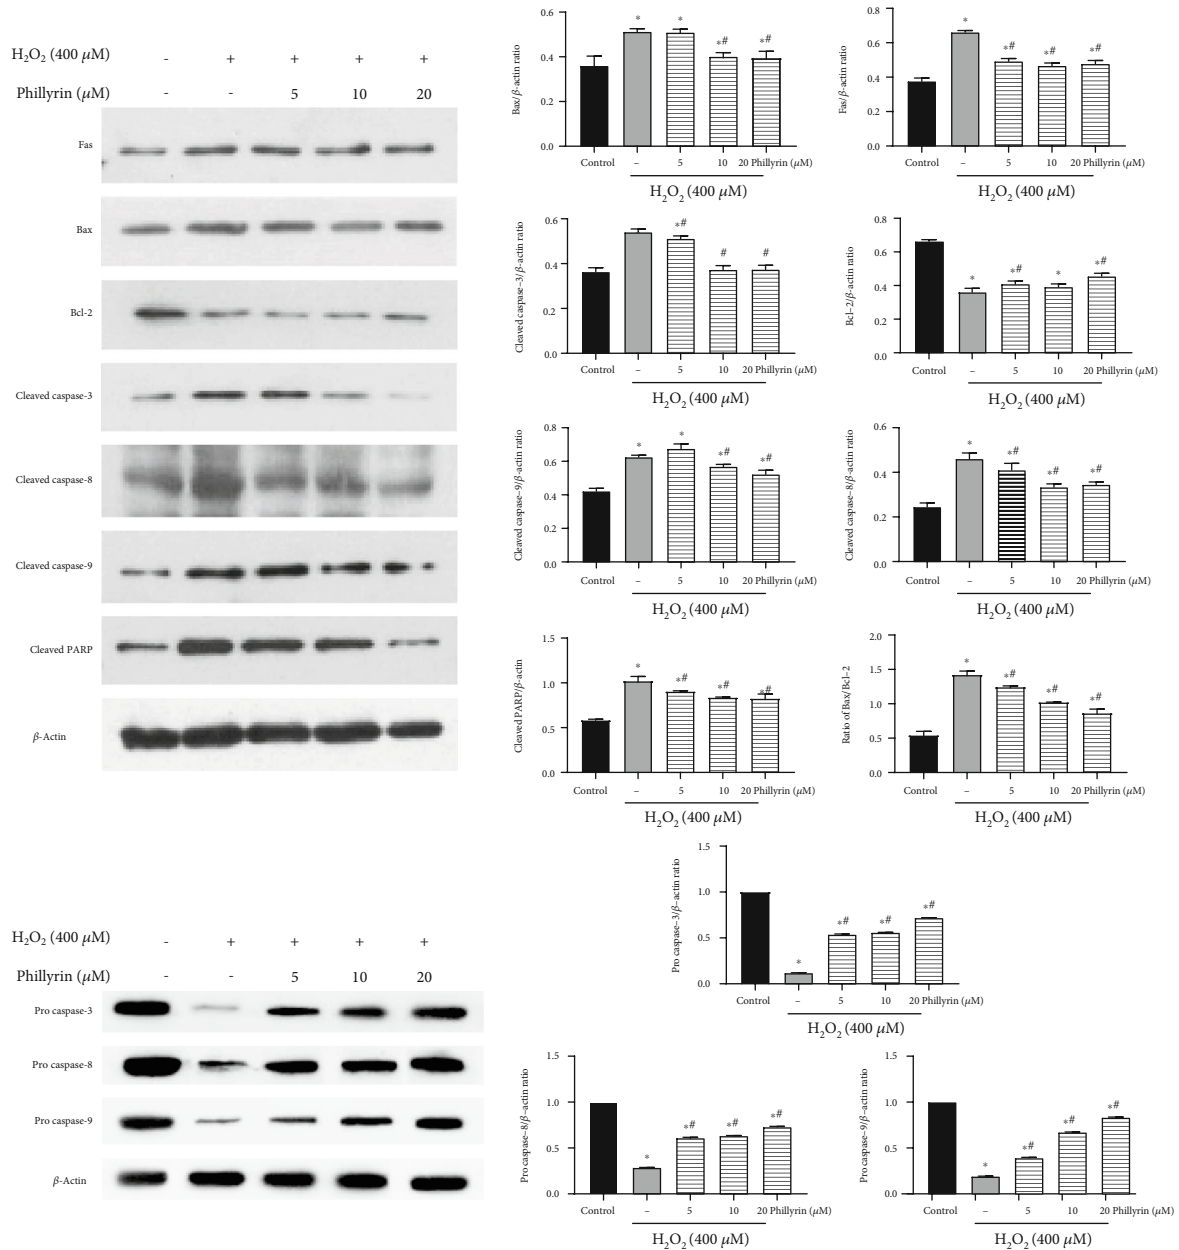 H₂O₂ (400 μM) - + + + +
Phillyrin (μM) - - 5 10 20
Fas
Bax
Bcl-2
Cleaved caspase-3
Cleaved caspase-8
Cleaved caspase-9
Cleaved PARP
β-Actin
Bax/β-actin ratio
0.6
0.4
0.2
0.0
* * *# *#
Control – 5 10 20 Phillyrin (μM)
H₂O₂ (400 μM)
Fas/β-actin ratio
0.8
0.6
0.4
0.2
0.0
* *# *# *#
Control – 5 10 20 Phillyrin (μM)
H₂O₂ (400 μM)
Cleaved caspase-3/β-actin ratio
0.6
0.4
0.2
0.0
*# # #
Control – 5 10 20 Phillyrin (μM)
H₂O₂ (400 μM)
Bcl-2/β-actin ratio
0.8
0.6
0.4
0.2
0.0
* *# * *#
Control – 5 10 20 Phillyrin (μM)
H₂O₂ (400 μM)
Cleaved caspase-9/β-actin ratio
0.8
0.6
0.4
0.2
0.0
* * *# *#
Control – 5 10 20 Phillyrin (μM)
H₂O₂ (400 μM)
Cleaved caspase-8/β-actin ratio
0.6
0.4
0.2
0.0
* *# *# *#
Control – 5 10 20 Phillyrin (μM)
H₂O₂ (400 μM)
Cleaved PARP/β-actin
1.5
1.0
0.5
0.0
* *# *# *#
Control – 5 10 20 Phillyrin (μM)
H₂O₂ (400 μM)
Ratio of Bax/Bcl-2
2.0
1.5
1.0
0.5
0.0
* *# *# *#
Control – 5 10 20 Phillyrin (μM)
H₂O₂ (400 μM)
H₂O₂ (400 μM) - + + + +
Phillyrin (μM) - - 5 10 20
Pro caspase-3
Pro caspase-8
Pro caspase-9
β-Actin
Pro caspase-3/β-actin ratio
1.5
1.0
0.5
0.0
* *# *# *#
Control – 5 10 20 Phillyrin (μM)
H₂O₂ (400 μM)
Pro caspase-8/β-actin ratio
1.5
1.0
0.5
0.0
* *# *# *#
Control – 5 10 20 Phillyrin (μM)
H₂O₂ (400 μM)
Pro caspase-9/β-actin ratio
1.5
1.0
0.5
0.0
* *# *# *#
Control – 5 10 20 Phillyrin (μM)
H₂O₂ (400 μM)